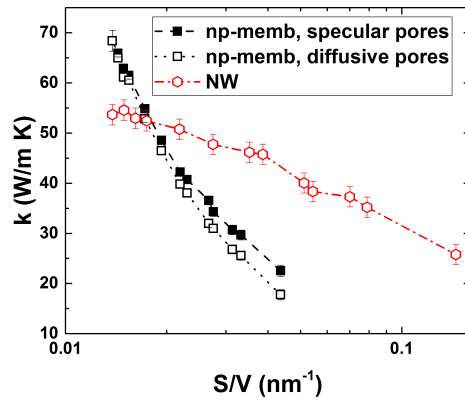 np-memb, specular pores
np-memb, diffusive pores
NW
k (W/m K)
70
60
50
40
30
20
10
0.01
0.1
S/V (nm⁻¹)